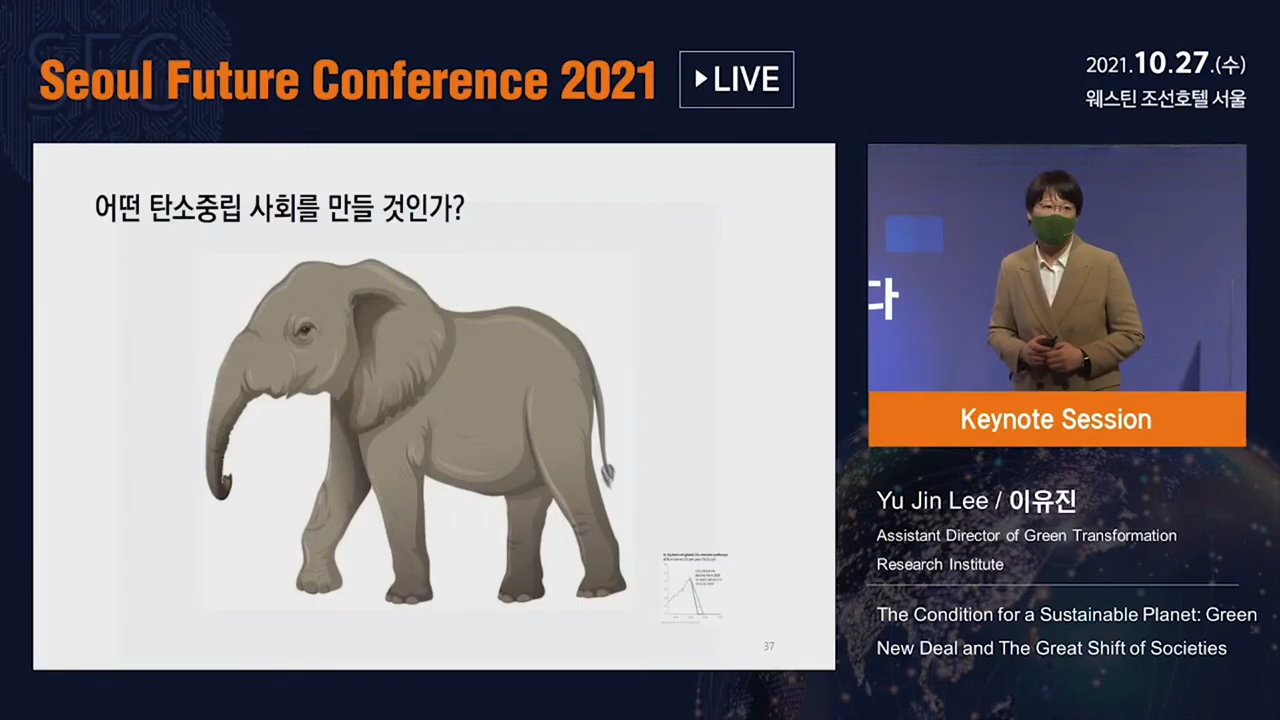 SFC
Seoul Future Conference 2021
LIVE
2021.10.27.(수)
웨스틴 조선호텔 서울
어떤 탄소중립 사회를 만들 것인가?
37
다
Keynote Session
Yu Jin Lee / 이유진
Assistant Director of Green Transformation
Research Institute
The Condition for a Sustainable Planet: Green
New Deal and The Great Shift of Societies